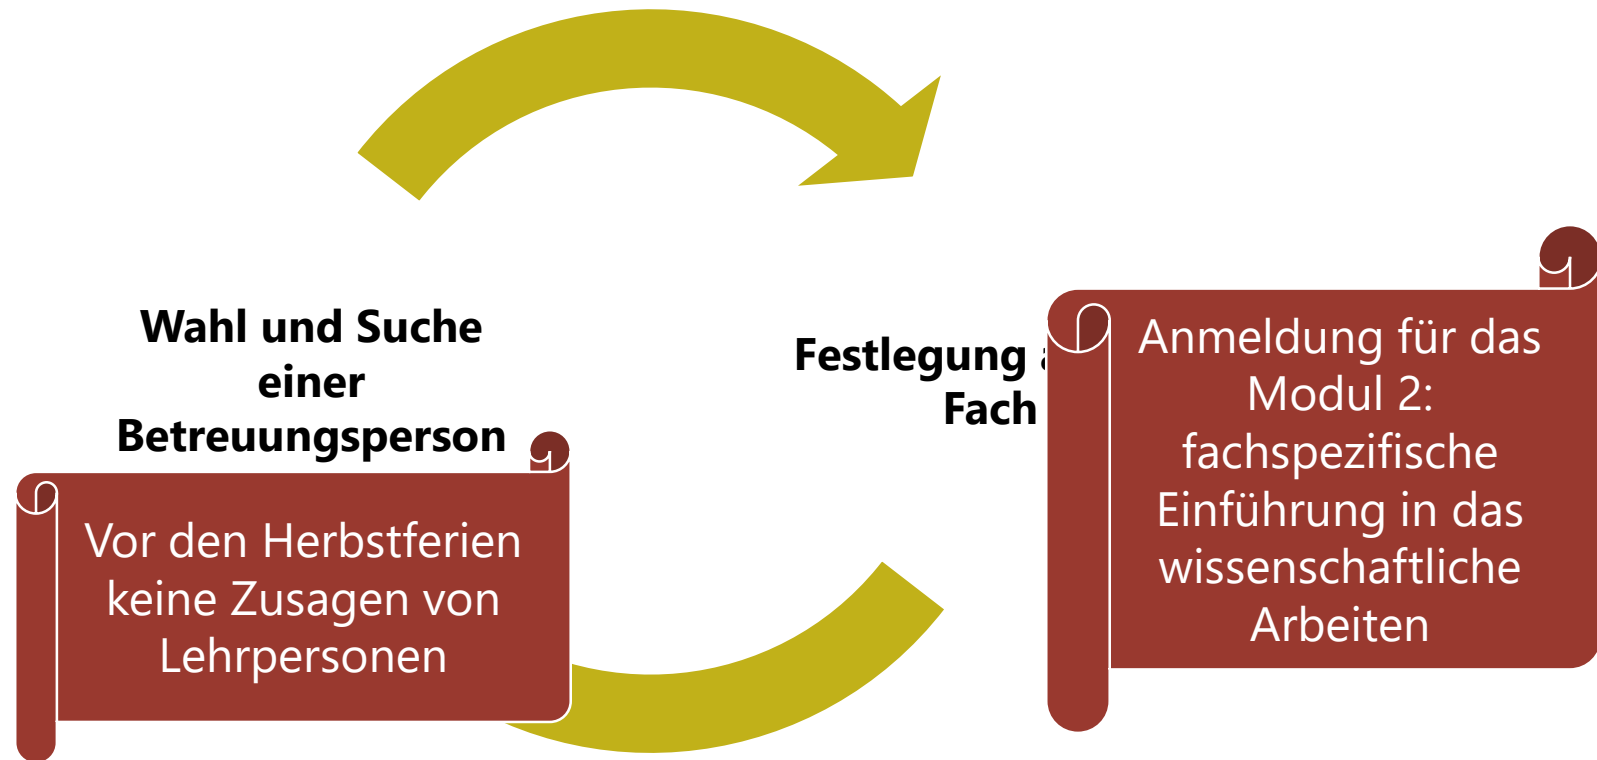 Wahl und Suche
einer
Betreuungsperson
Vor den Herbstferien
keine Zusagen von
Lehrpersonen
Festlegung
Fach
Anmeldung für das
Modul 2:
fachspezifische
Einführung in das
wissenschaftliche
Arbeiten